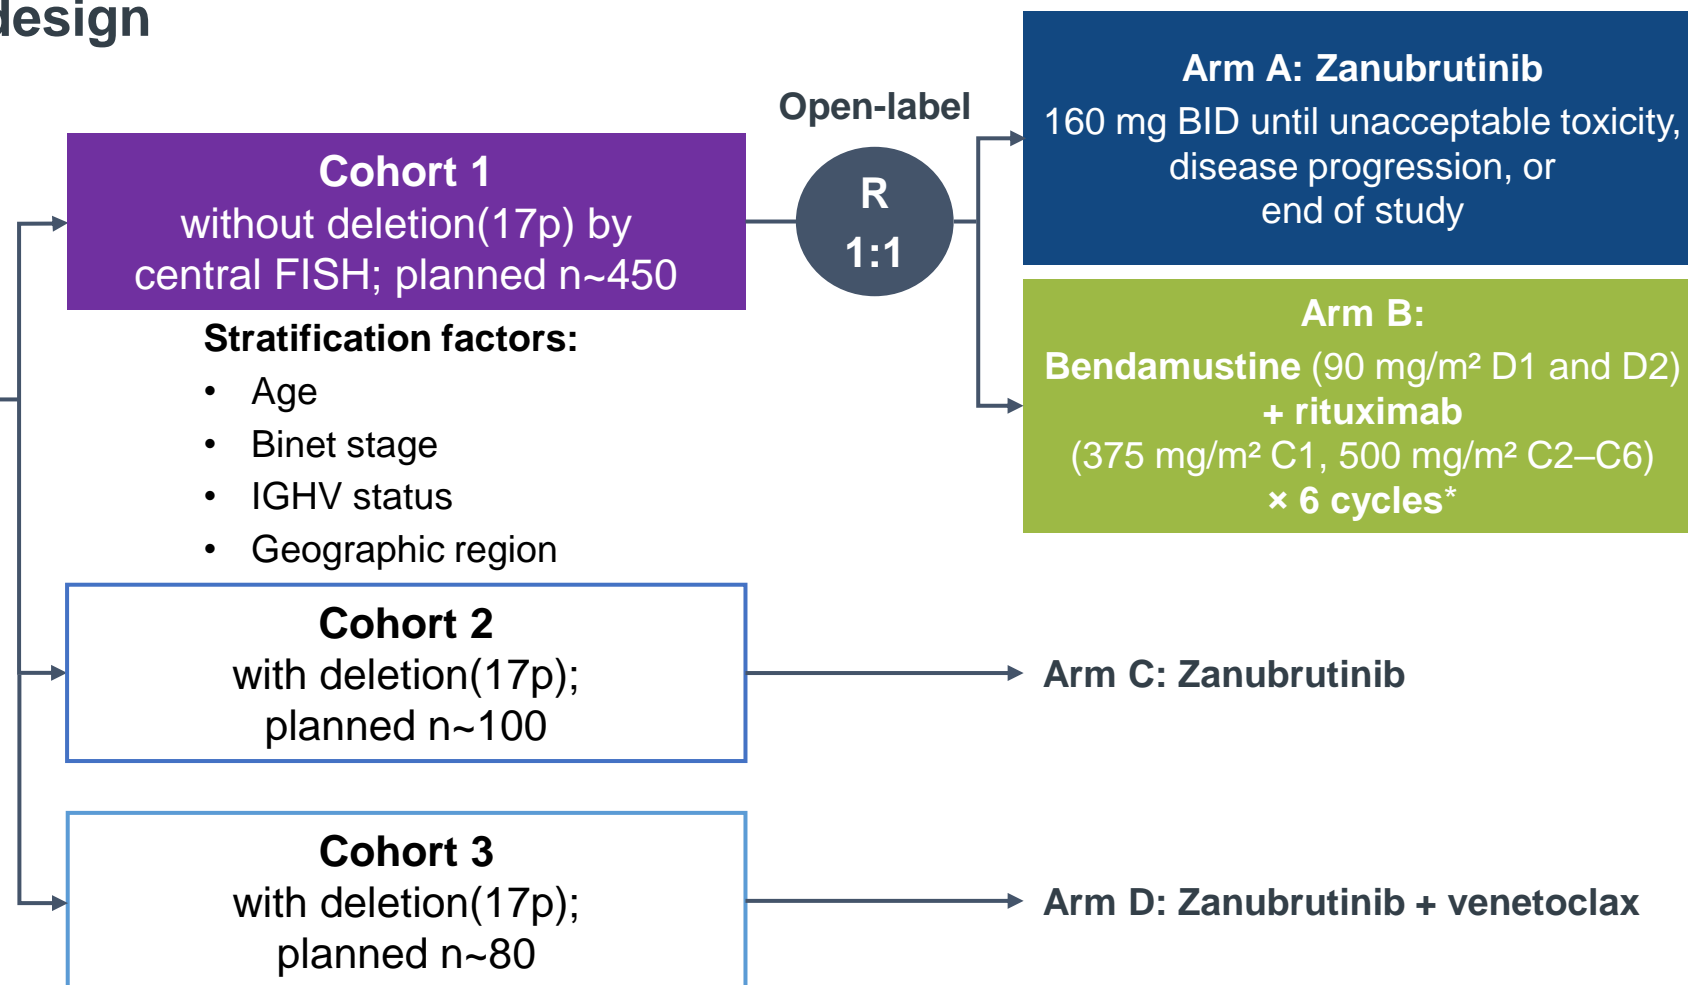 design
Cohort 1
without deletion(17p) by
central FISH; planned n~450
Stratification factors:
• Age
• Binet stage
• IGHV status
• Geographic region
Open-label
R
1:1
Arm A: Zanubrutinib
160 mg BID until unacceptable toxicity,
disease progression, or
end of study
Arm B:
Bendamustine (90 mg/m² D1 and D2)
+ rituximab
(375 mg/m² C1, 500 mg/m² C2–C6)
× 6 cycles*
Cohort 2
with deletion(17p);
planned n~100
Arm C: Zanubrutinib
Cohort 3
with deletion(17p);
planned n~80
Arm D: Zanubrutinib + venetoclax